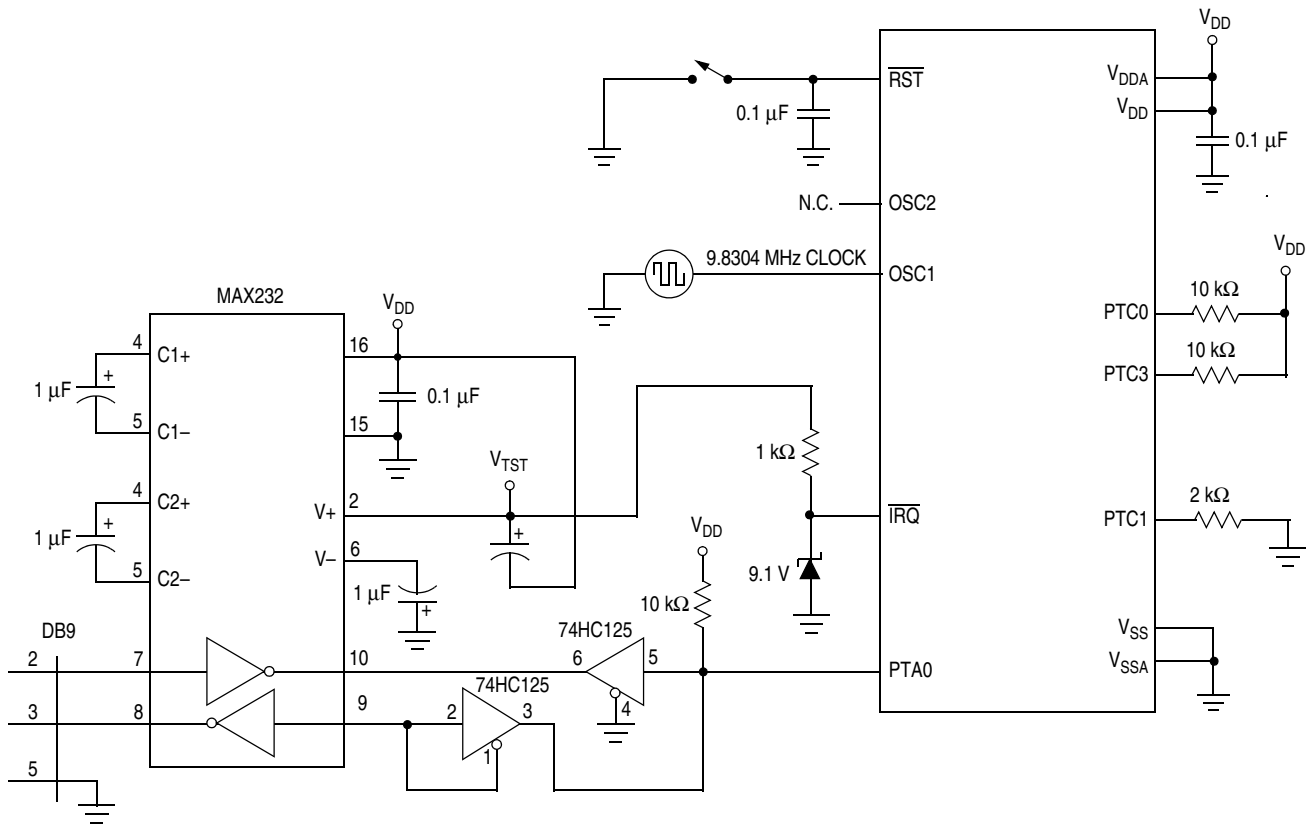 VDD
RST
VDDA
VDD
0.1 µF
0.1 µF
N.C.
OSC2
9.8304 MHz CLOCK
OSC1
VDD
10 kΩ
PTC0
10 kΩ
PTC3
MAX232
VDD
4
C1+
16
1 µF
+
0.1 µF
5
C1–
15
1 kΩ
VTST
4
C2+
2
V+
IRQ
2 kΩ
PTC1
1 µF
+
+
VDD
6
V–
5
C2–
1 µF
+
9.1 V
10 kΩ
DB9
74HC125
VSS
2
7
10
6
5
VSSA
PTA0
74HC125
4
3
8
9
2
3
1
5